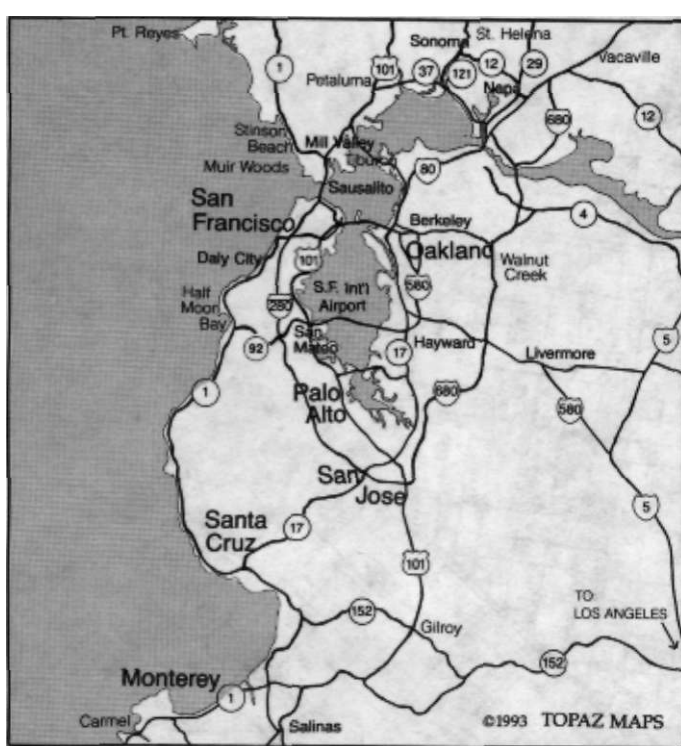 Pt. Reyes
St. Helena
Sonoma
1
101
37
121
12
29
Vacaville
Petaluma
Napa
680
12
Stinson
Beach
Mill Valley
Tiburon
Muir Woods
80
Sausalito
San
Francisco
Berkeley
4
Oakland
Walnut
Creek
Daly City
101
S.F. Int'l
Airport
580
280
Half
Moon
Bay
San
Mateo
92
17
Hayward
Livermore
5
1
Palo
Alto
680
580
San
Jose
5
Santa
Cruz
17
101
TO
LOS ANGELES
152
Gilroy
152
Monterey
1
Carmel
Salinas
©1993 TOPAZ MAPS